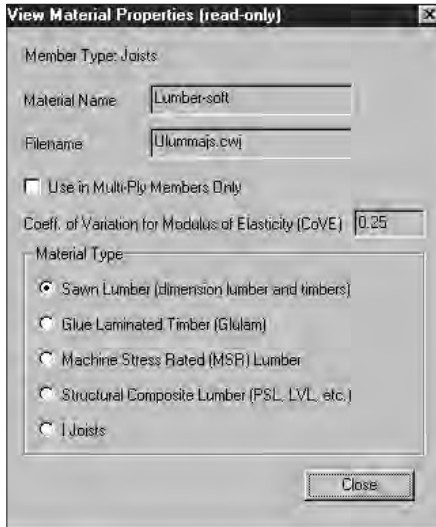 View Material Properties (read-only)
Member Type: Joists
Material Name Lumber-soft
Filename Ulummajs.cwj
Use in Multi-Ply Members Only
Coeff. of Variation for Modulus of Elasticity (CoVE) 0.25
Material Type
Sawn Lumber (dimension lumber and timbers)
Glue Laminated Timber (Glulam)
Machine Stress Rated (MSR) Lumber
Structural Composite Lumber (PSL, LVL, etc.)
I Joists
Close